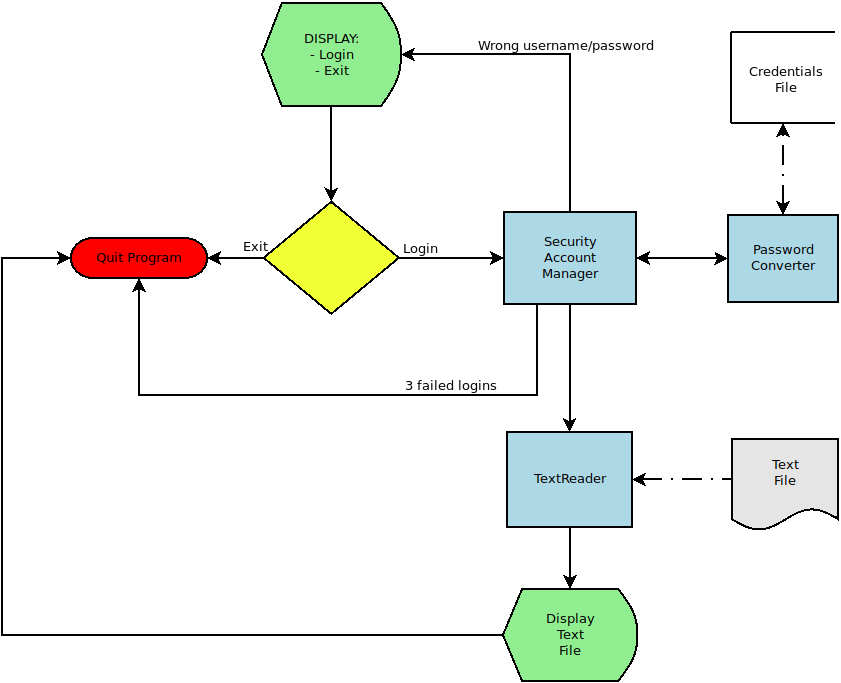 DISPLAY:
- Login
- Exit
Wrong username/password
Credentials
File
Exit
Login
Quit Program
Security
Account
Manager
Password
Converter
3 failed logins
TextReader
Text
File
Display
Text
File